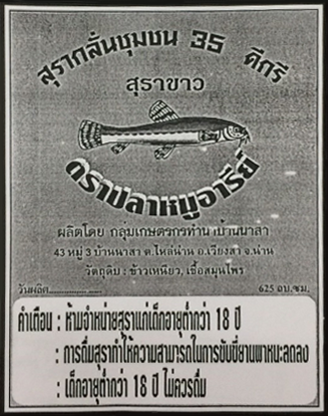 สุรากลั่นชุมชน 35 ดีกรี
สุราขาว
ตราปลาหมูอารีย์
ผลิตโดย กลุ่มเกษตรกรทำนาบ้านนาสา
43 หมู่ 3 บ้านนาสา ต.ไหล่น่าน อ.เวียงสา จ.น่าน
วัตถุดิบ : ข้าวเหนียว, เชื้อสมุนไพร
วันผลิต.................... 625 ลบ.ซม.
คำเตือน : ห้ามจำหน่ายสุราแก่เด็กอายุต่ำกว่า 18 ปี
: การดื่มสุราทำให้ความสามารถในการขับขี่ยานพาหนะลดลง
: เด็กอายุต่ำกว่า 18 ปี ไม่ควรดื่ม